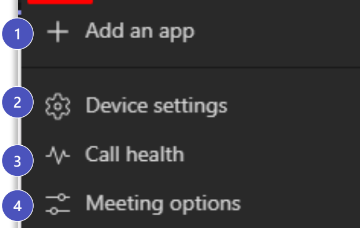 1 Add an app
2 Device settings
3 Call health
4 Meeting options